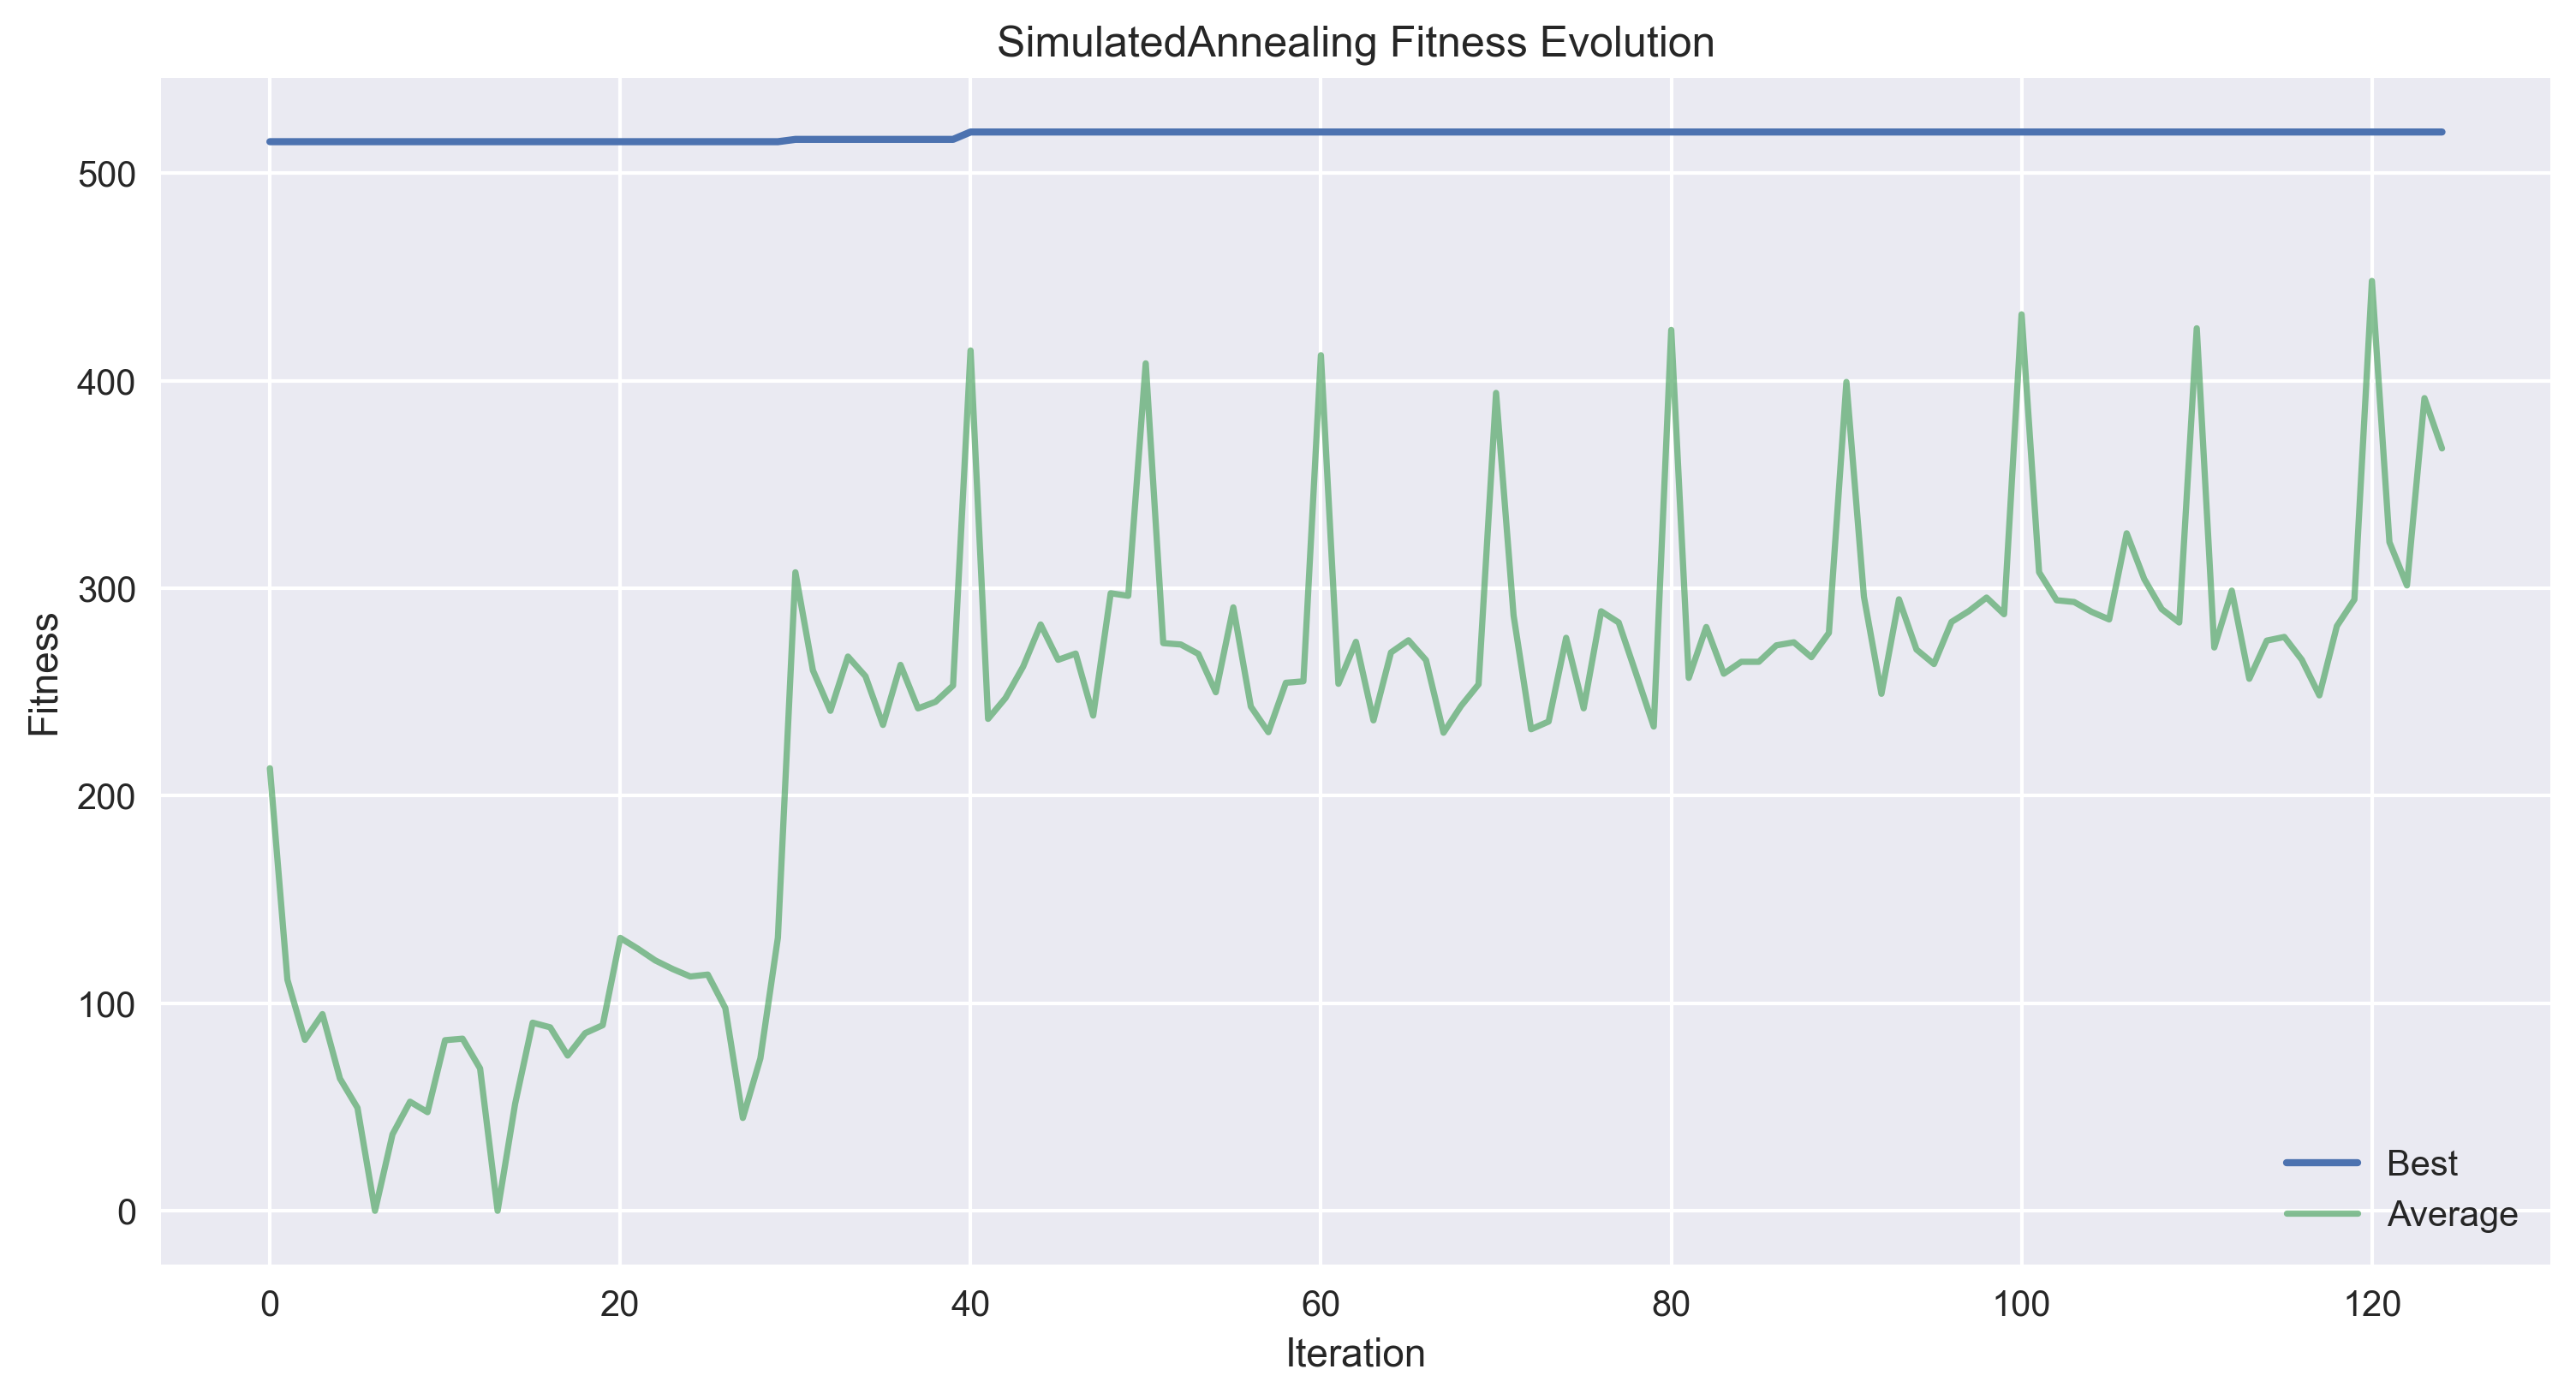 SimulatedAnnealing Fitness Evolution
500
400
300
200
100
0
Fitness
0 20 40 60 80 100 120
Iteration
Best
Average